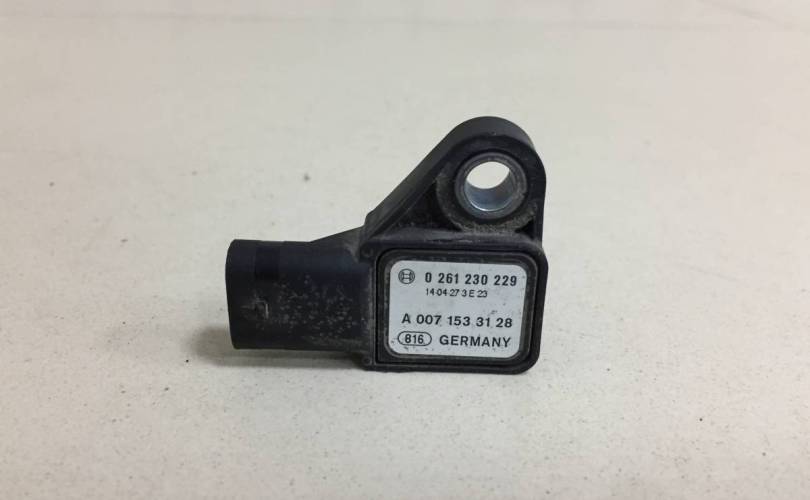 0 261 230 229
14 04 27 3 E 23
A 007 153 31 28
816 GERMANY